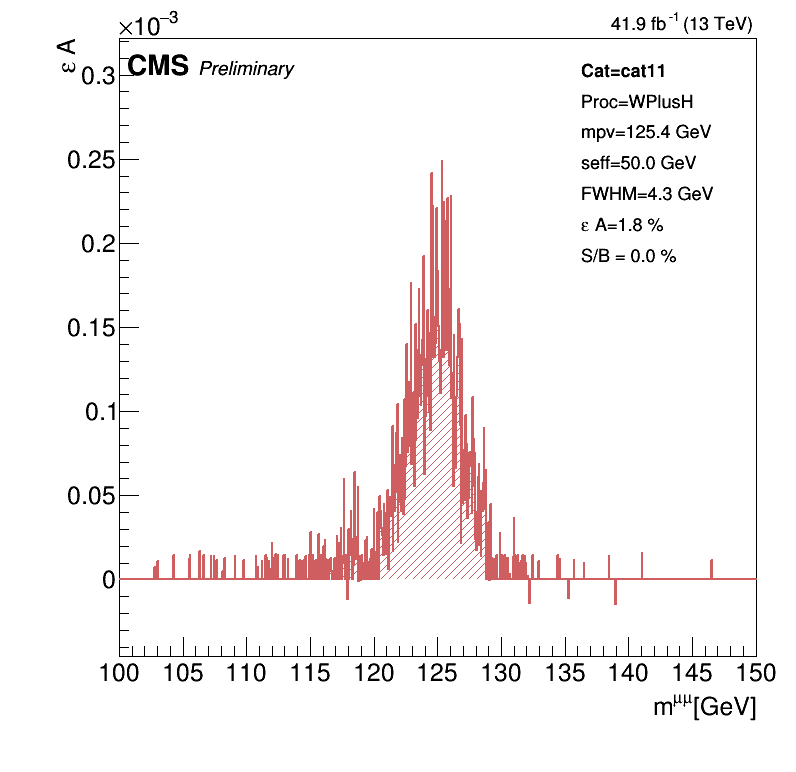 ×10⁻³
41.9 fb⁻¹ (13 TeV)
ε A
CMS Preliminary
Cat=cat11
Proc=WPlusH
mpv=125.4 GeV
seff=50.0 GeV
FWHM=4.3 GeV
ε A=1.8 %
S/B = 0.0 %
0.3
0.25
0.2
0.15
0.1
0.05
0
100 105 110 115 120 125 130 135 140 145 150
m^μμ[GeV]